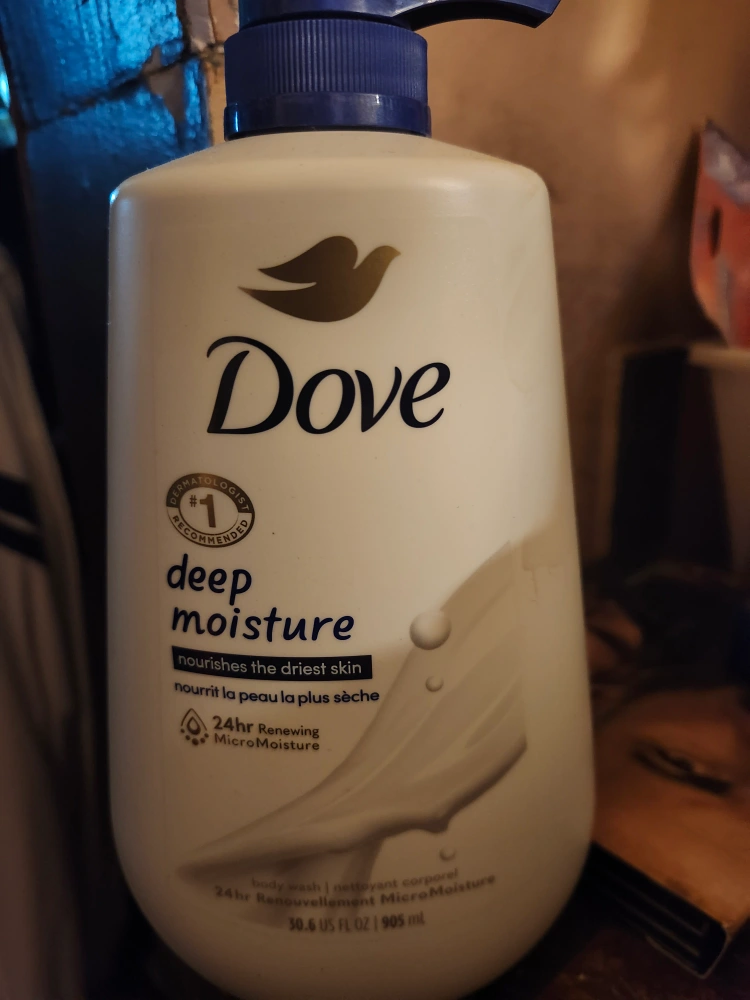 Dove
DERMATOLOGIST
#1
RECOMMENDED
deep
moisture
nourishes the driest skin
nourrit la peau la plus sèche
24hr Renewing
MicroMoisture
body wash | nettoyant corporel
24hr Renouvellement MicroMoisture
30.6 US FL OZ | 905 mL